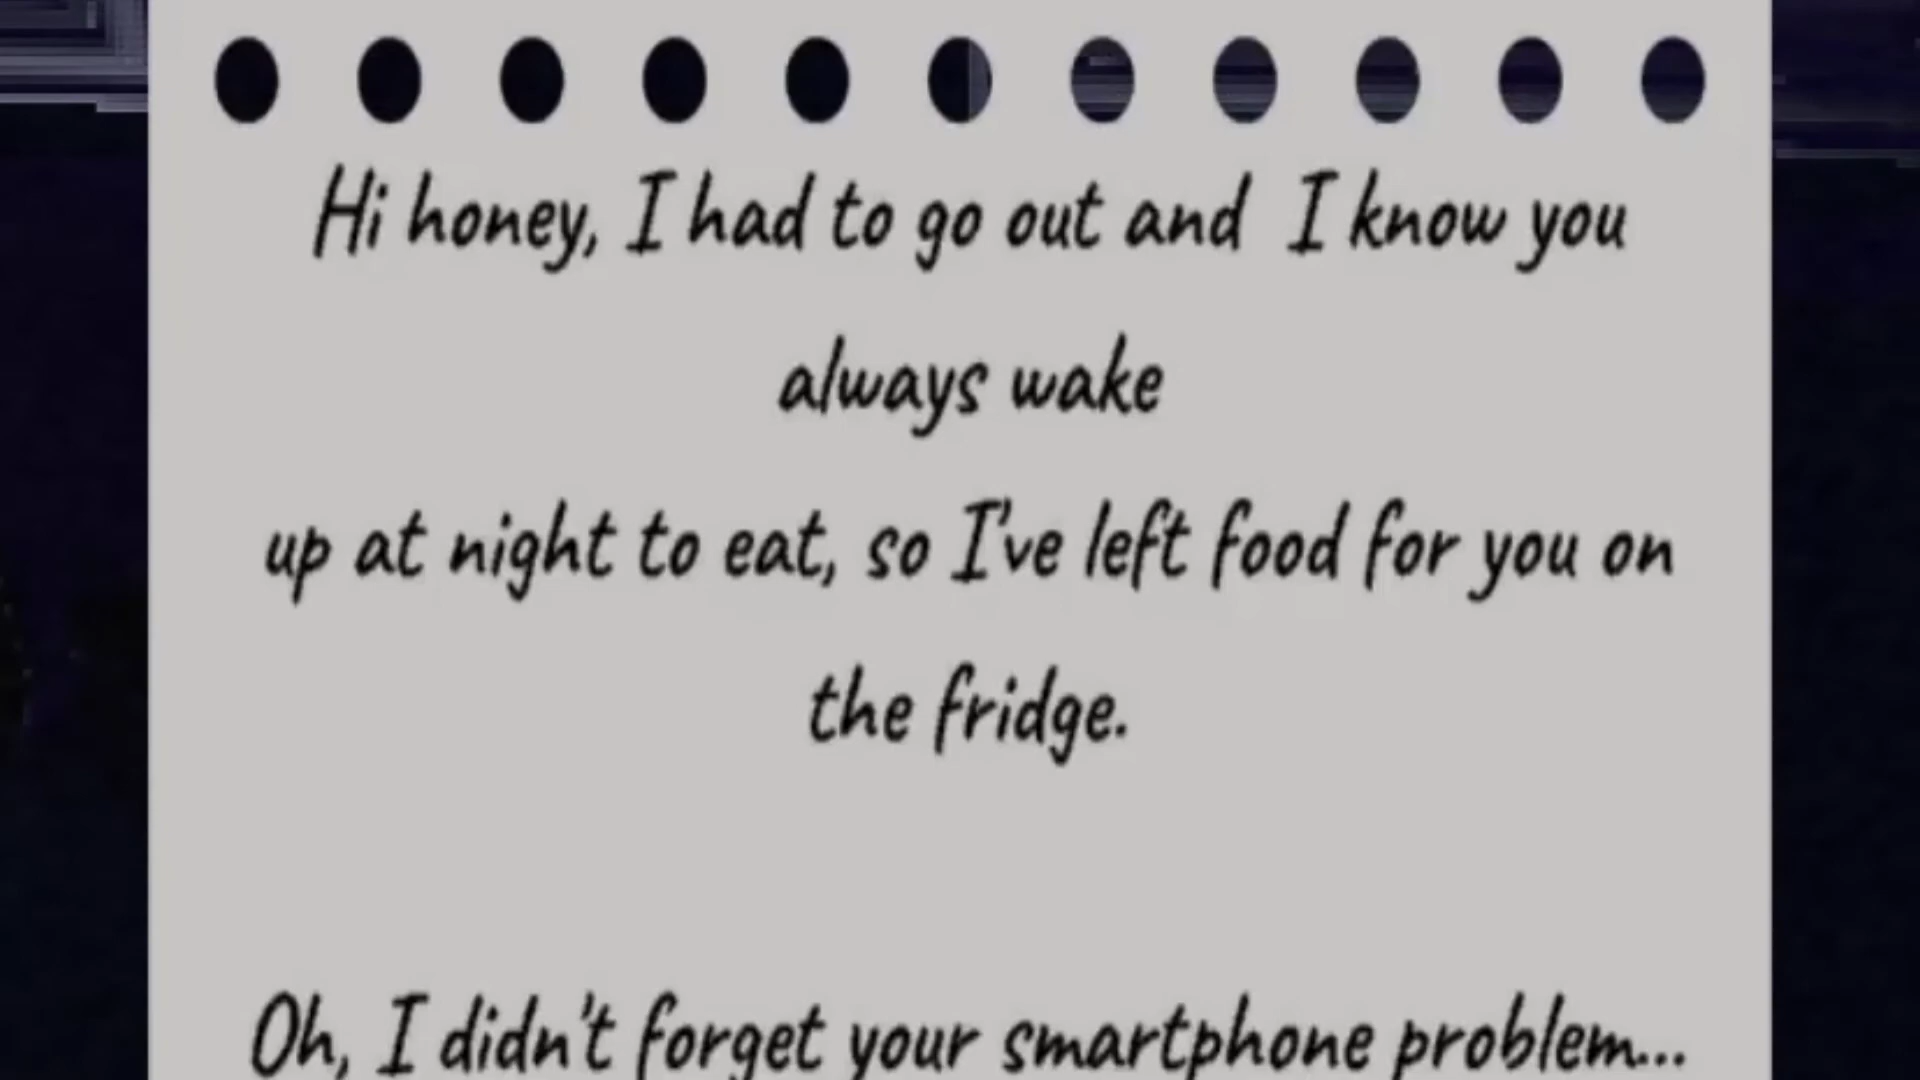 Hi honey, I had to go out and I know you
always wake
up at night to eat, so I've left food for you on
the fridge.
Oh, I didn't forget your smartphone problem...